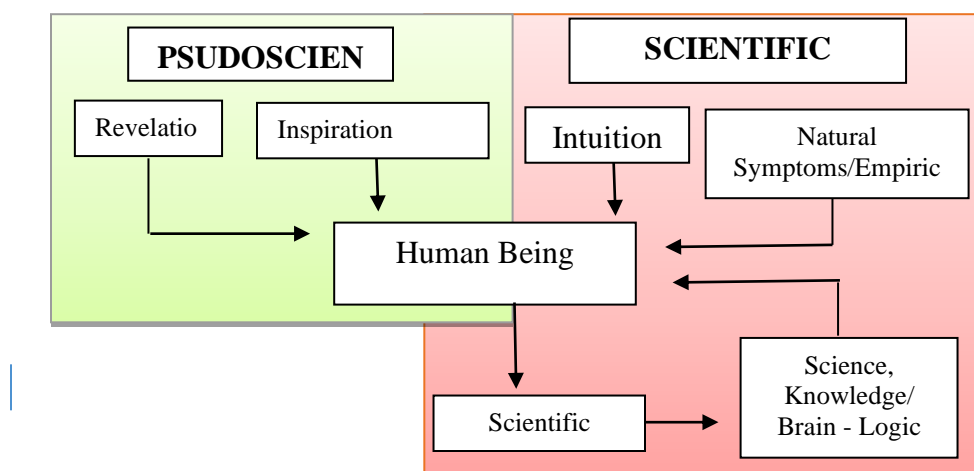 PSUDOSCIEN
SCIENTIFIC
Revelatio
Inspiration
Intuition
Natural
Symptoms/Empiric
Human Being
Scientific
Science,
Knowledge/
Brain - Logic